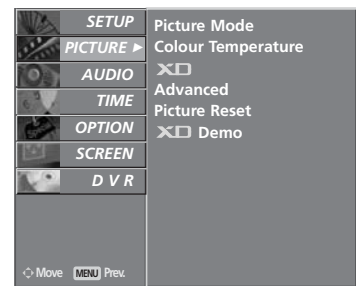 SETUP
PICTURE ►
AUDIO
TIME
OPTION
SCREEN
D V R
Move MENU Prev.
Picture Mode
Colour Temperature
XD
Advanced
Picture Reset
XD Demo